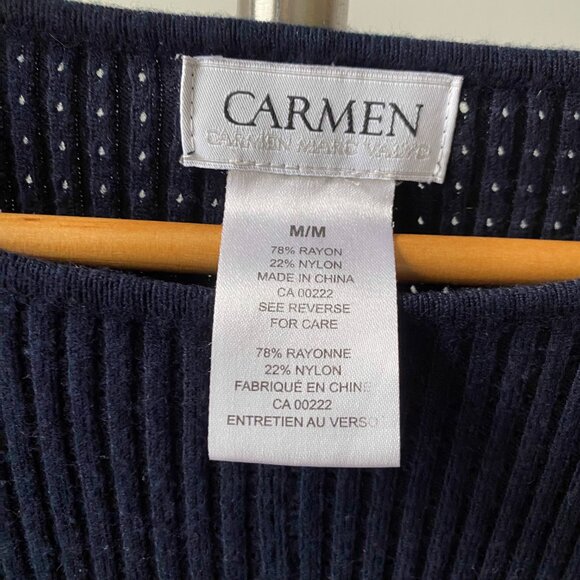 CARMEN
CARMEN MARC VALVO
M/M
78% RAYON
22% NYLON
MADE IN CHINA
CA 00222
SEE REVERSE
FOR CARE
78% RAYONNE
22% NYLON
FABRIQUÉ EN CHINE
CA 00222
ENTRETIEN AU VERSO